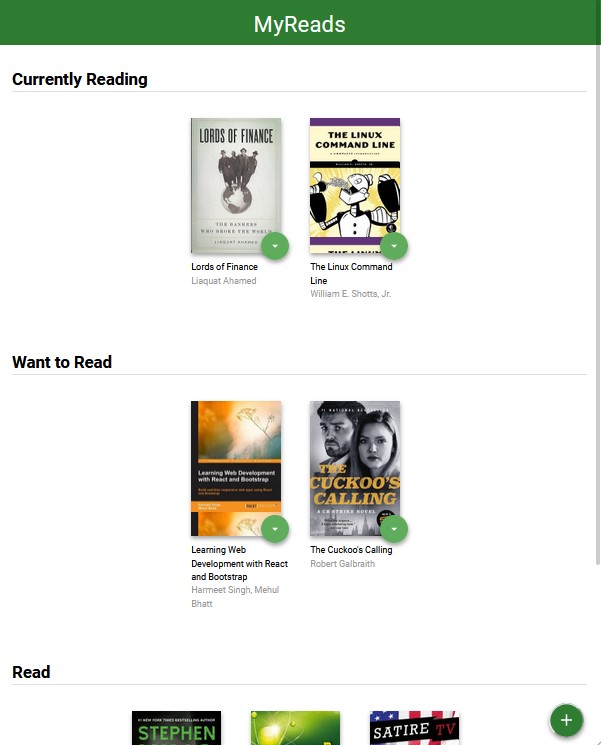 MyReads
Currently Reading
LORDS OF FINANCE
THE BANKERS
WHO BROKE THE WORLD
LIAQUAT AHAMED
THE LINUX
COMMAND LINE
A COMPLETE INTRODUCTION
WILLIAM E. SHOTTS, JR.
THE LINUX
Lords of Finance
Liaquat Ahamed
The Linux Command
Line
William E. Shotts, Jr.
Want to Read
Learning Web Development
with React and Bootstrap
#1 NATIONAL BESTSELLER
THE
CUCKOO'S
CALLING
A CB STRIKE NOVEL
Learning Web
Development with React
and Bootstrap
Harmeet Singh, Mehul
Bhatt
The Cuckoo's Calling
Robert Galbraith
Read
#1 NEW YORK TIMES BESTSELLING AUTHOR
STEPHEN
SATIRE TV
+